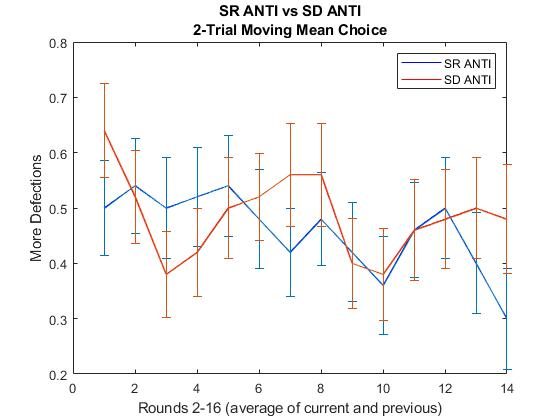 SR ANTI vs SD ANTI
2-Trial Moving Mean Choice
SR ANTI
SD ANTI
More Defections
0.8
0.7
0.6
0.5
0.4
0.3
0.2
0 2 4 6 8 10 12 14
Rounds 2-16 (average of current and previous)